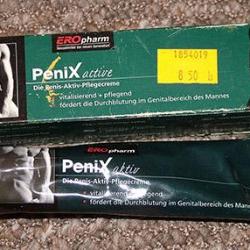 EROpharm
1854019
8 50 L
PeniX active
Die Penis-Aktiv-Pflegecreme
vitalisierend + pflegend
fördert die Durchblutung im Genitalbereich des Mannes
EROpharm
PeniX aktiv
Die Penis-Aktiv-Pflegecreme
vitalisierend + pflegend
fördert die Durchblutung im Genitalbereich des Mannes